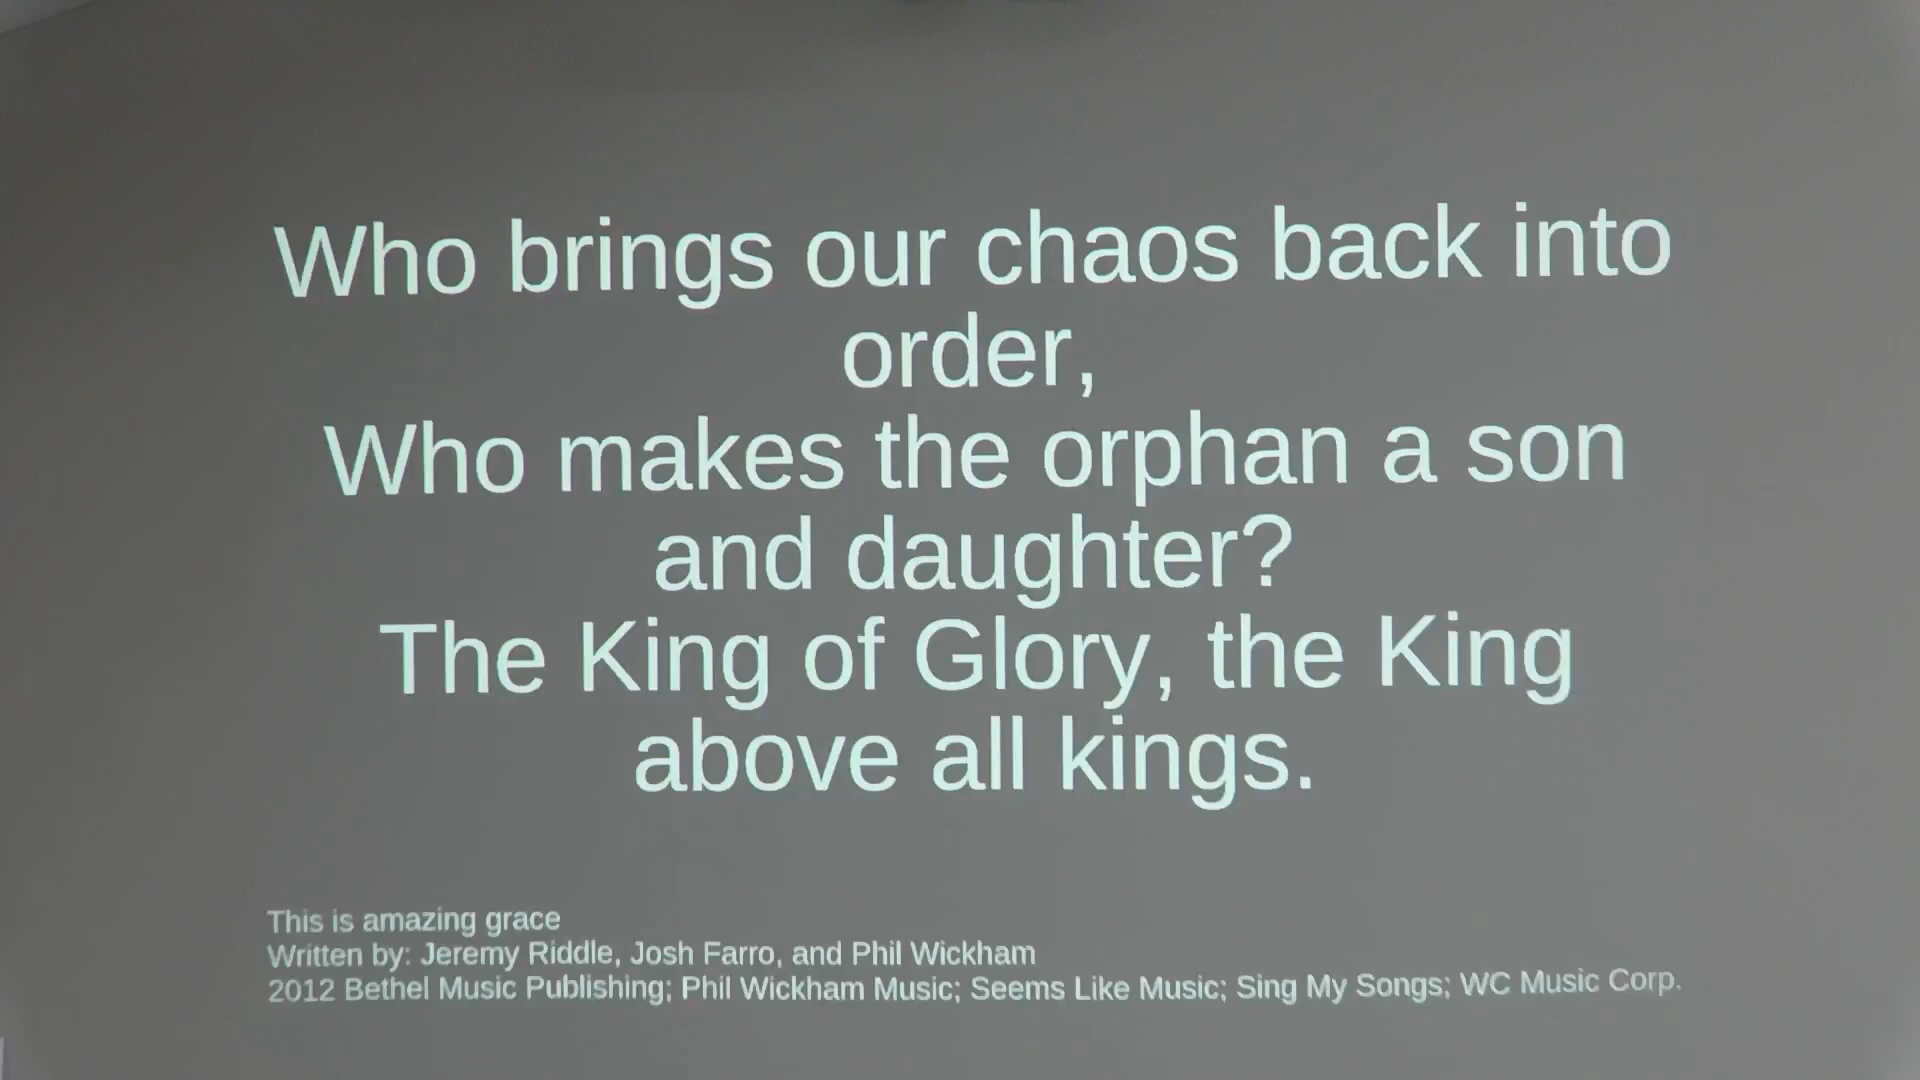 Who brings our chaos back into
order,
Who makes the orphan a son
and daughter?
The King of Glory, the King
above all kings.
This is amazing grace
Written by: Jeremy Riddle, Josh Farro, and Phil Wickham
2012 Bethel Music Publishing; Phil Wickham Music; Seems Like Music; Sing My Songs; WC Music Corp.